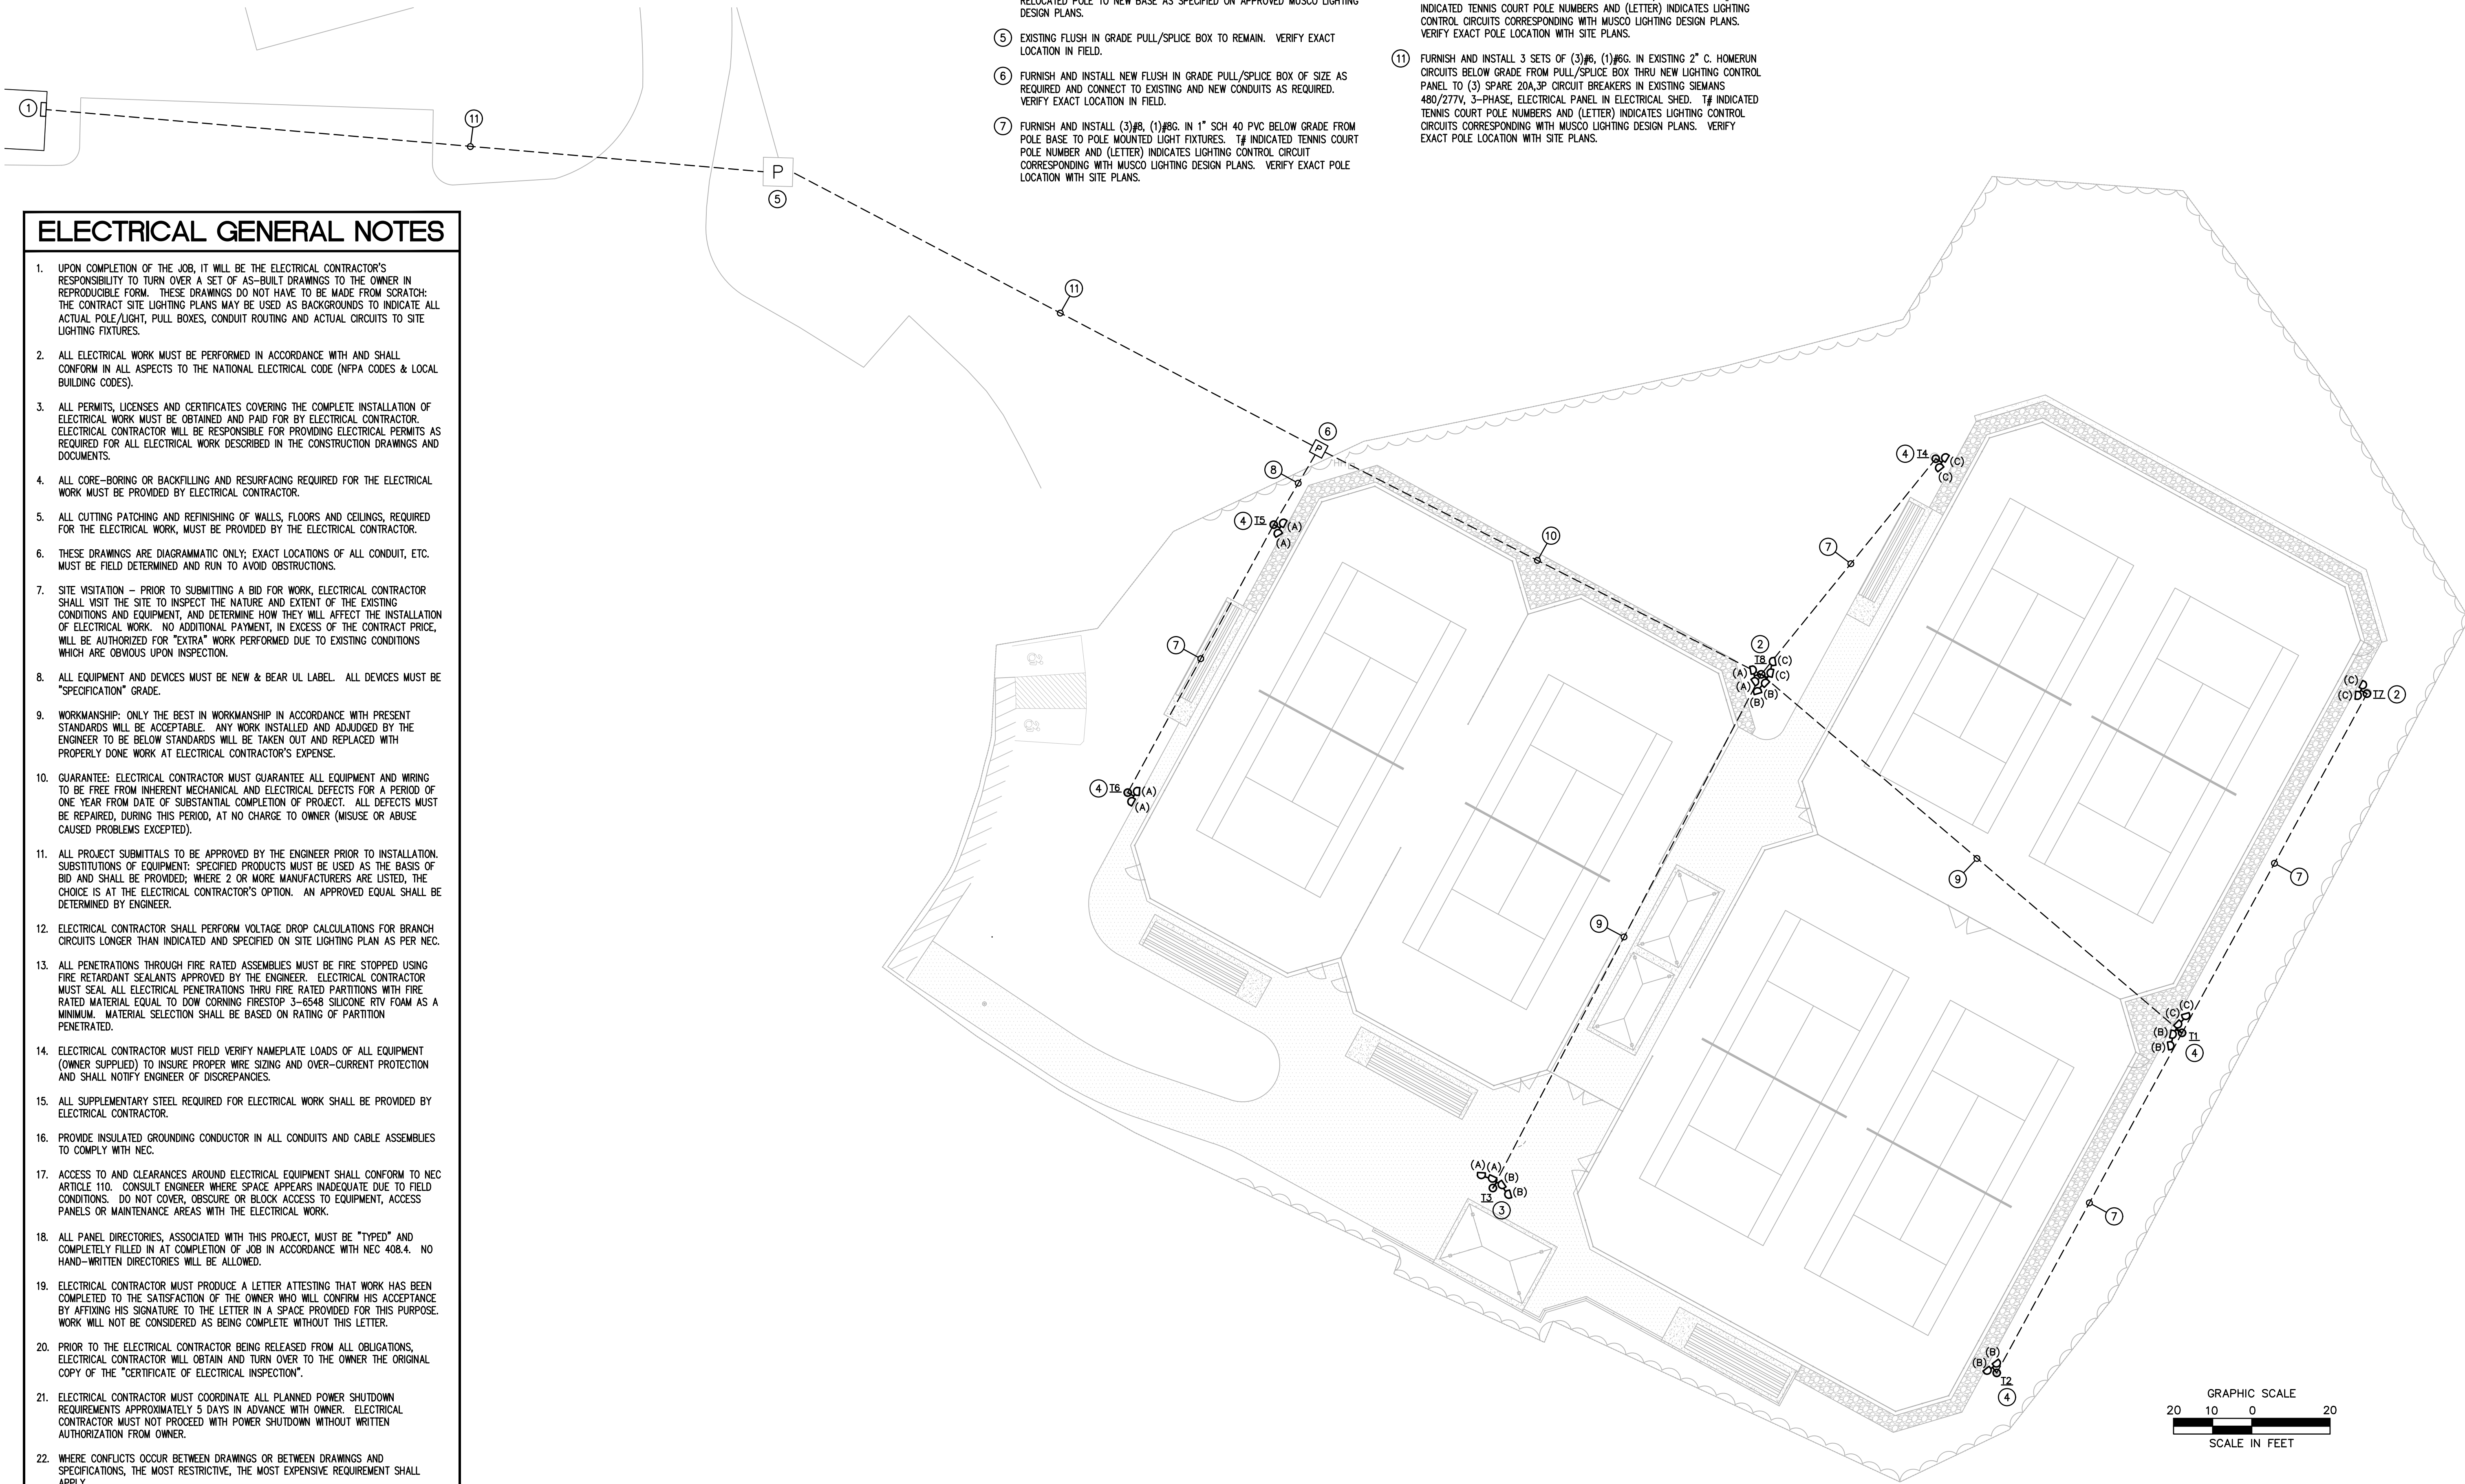 RELOCATED POLE TO NEW BASE AS SPECIFIED ON APPROVED MUSCO LIGHTING
DESIGN PLANS.
5 EXISTING FLUSH IN GRADE PULL/SPLICE BOX TO REMAIN. VERIFY EXACT
LOCATION IN FIELD.
6 FURNISH AND INSTALL NEW FLUSH IN GRADE PULL/SPLICE BOX OF SIZE AS
REQUIRED AND CONNECT TO EXISTING AND NEW CONDUITS AS REQUIRED.
VERIFY EXACT LOCATION IN FIELD.
7 FURNISH AND INSTALL (3)#8, (1)#8G. IN 1" SCH 40 PVC BELOW GRADE FROM
POLE BASE TO POLE MOUNTED LIGHT FIXTURES. T# INDICATED TENNIS COURT
POLE NUMBER AND (LETTER) INDICATES LIGHTING CONTROL CIRCUIT
CORRESPONDING WITH MUSCO LIGHTING DESIGN PLANS. VERIFY EXACT POLE
LOCATION WITH SITE PLANS.
INDICATED TENNIS COURT POLE NUMBERS AND (LETTER) INDICATES LIGHTING
CONTROL CIRCUITS CORRESPONDING WITH MUSCO LIGHTING DESIGN PLANS.
VERIFY EXACT POLE LOCATION WITH SITE PLANS.
11 FURNISH AND INSTALL 3 SETS OF (3)#6, (1)#6G. IN EXISTING 2" C. HOMERUN
CIRCUITS BELOW GRADE FROM PULL/SPLICE BOX THRU NEW LIGHTING CONTROL
PANEL TO (3) SPARE 20A,3P CIRCUIT BREAKERS IN EXISTING SIEMANS
480/277V, 3-PHASE, ELECTRICAL PANEL IN ELECTRICAL SHED. T# INDICATED
TENNIS COURT POLE NUMBERS AND (LETTER) INDICATES LIGHTING CONTROL
CIRCUITS CORRESPONDING WITH MUSCO LIGHTING DESIGN PLANS. VERIFY
EXACT POLE LOCATION WITH SITE PLANS.
1
11
P
5
ELECTRICAL GENERAL NOTES
1. UPON COMPLETION OF THE JOB, IT WILL BE THE ELECTRICAL CONTRACTOR'S
RESPONSIBILITY TO TURN OVER A SET OF AS-BUILT DRAWINGS TO THE OWNER IN
REPRODUCIBLE FORM. THESE DRAWINGS DO NOT HAVE TO BE MADE FROM SCRATCH:
THE CONTRACT SITE LIGHTING PLANS MAY BE USED AS BACKGROUNDS TO INDICATE ALL
ACTUAL POLE/LIGHT, PULL BOXES, CONDUIT ROUTING AND ACTUAL CIRCUITS TO SITE
LIGHTING FIXTURES.
2. ALL ELECTRICAL WORK MUST BE PERFORMED IN ACCORDANCE WITH AND SHALL
CONFORM IN ALL ASPECTS TO THE NATIONAL ELECTRICAL CODE (NFPA CODES & LOCAL
BUILDING CODES).
3. ALL PERMITS, LICENSES AND CERTIFICATES COVERING THE COMPLETE INSTALLATION OF
ELECTRICAL WORK MUST BE OBTAINED AND PAID FOR BY ELECTRICAL CONTRACTOR.
ELECTRICAL CONTRACTOR WILL BE RESPONSIBLE FOR PROVIDING ELECTRICAL PERMITS AS
REQUIRED FOR ALL ELECTRICAL WORK DESCRIBED IN THE CONSTRUCTION DRAWINGS AND
DOCUMENTS.
4. ALL CORE-BORING OR BACKFILLING AND RESURFACING REQUIRED FOR THE ELECTRICAL
WORK MUST BE PROVIDED BY ELECTRICAL CONTRACTOR.
5. ALL CUTTING PATCHING AND REFINISHING OF WALLS, FLOORS AND CEILINGS, REQUIRED
FOR THE ELECTRICAL WORK, MUST BE PROVIDED BY THE ELECTRICAL CONTRACTOR.
6. THESE DRAWINGS ARE DIAGRAMMATIC ONLY; EXACT LOCATIONS OF ALL CONDUIT, ETC.
MUST BE FIELD DETERMINED AND RUN TO AVOID OBSTRUCTIONS.
7. SITE VISITATION - PRIOR TO SUBMITTING A BID FOR WORK, ELECTRICAL CONTRACTOR
SHALL VISIT THE SITE TO INSPECT THE NATURE AND EXTENT OF THE EXISTING
CONDITIONS AND EQUIPMENT, AND DETERMINE HOW THEY WILL AFFECT THE INSTALLATION
OF ELECTRICAL WORK. NO ADDITIONAL PAYMENT, IN EXCESS OF THE CONTRACT PRICE,
WILL BE AUTHORIZED FOR "EXTRA" WORK PERFORMED DUE TO EXISTING CONDITIONS
WHICH ARE OBVIOUS UPON INSPECTION.
8. ALL EQUIPMENT AND DEVICES MUST BE NEW & BEAR UL LABEL. ALL DEVICES MUST BE
"SPECIFICATION" GRADE.
9. WORKMANSHIP: ONLY THE BEST IN WORKMANSHIP IN ACCORDANCE WITH PRESENT
STANDARDS WILL BE ACCEPTABLE. ANY WORK INSTALLED AND ADJUDGED BY THE
ENGINEER TO BE BELOW STANDARDS WILL BE TAKEN OUT AND REPLACED WITH
PROPERLY DONE WORK AT ELECTRICAL CONTRACTOR'S EXPENSE.
10. GUARANTEE: ELECTRICAL CONTRACTOR MUST GUARANTEE ALL EQUIPMENT AND WIRING
TO BE FREE FROM INHERENT MECHANICAL AND ELECTRICAL DEFECTS FOR A PERIOD OF
ONE YEAR FROM DATE OF SUBSTANTIAL COMPLETION OF PROJECT. ALL DEFECTS MUST
BE REPAIRED, DURING THIS PERIOD, AT NO CHARGE TO OWNER (MISUSE OR ABUSE
CAUSED PROBLEMS EXCEPTED).
11. ALL PROJECT SUBMITTALS TO BE APPROVED BY THE ENGINEER PRIOR TO INSTALLATION.
SUBSTITUTIONS OF EQUIPMENT: SPECIFIED PRODUCTS MUST BE USED AS THE BASIS OF
BID AND SHALL BE PROVIDED; WHERE 2 OR MORE MANUFACTURERS ARE LISTED, THE
CHOICE IS AT THE ELECTRICAL CONTRACTOR'S OPTION. AN APPROVED EQUAL SHALL BE
DETERMINED BY ENGINEER.
12. ELECTRICAL CONTRACTOR SHALL PERFORM VOLTAGE DROP CALCULATIONS FOR BRANCH
CIRCUITS LONGER THAN INDICATED AND SPECIFIED ON SITE LIGHTING PLAN AS PER NEC.
13. ALL PENETRATIONS THROUGH FIRE RATED ASSEMBLIES MUST BE FIRE STOPPED USING
FIRE RETARDANT SEALANTS APPROVED BY THE ENGINEER. ELECTRICAL CONTRACTOR
MUST SEAL ALL ELECTRICAL PENETRATIONS THRU FIRE RATED PARTITIONS WITH FIRE
RATED MATERIAL EQUAL TO DOW CORNING FIRESTOP 3-6548 SILICONE RTV FOAM AS A
MINIMUM. MATERIAL SELECTION SHALL BE BASED ON RATING OF PARTITION
PENETRATED.
14. ELECTRICAL CONTRACTOR MUST FIELD VERIFY NAMEPLATE LOADS OF ALL EQUIPMENT
(OWNER SUPPLIED) TO INSURE PROPER WIRE SIZING AND OVER-CURRENT PROTECTION
AND SHALL NOTIFY ENGINEER OF DISCREPANCIES.
15. ALL SUPPLEMENTARY STEEL REQUIRED FOR ELECTRICAL WORK SHALL BE PROVIDED BY
ELECTRICAL CONTRACTOR.
16. PROVIDE INSULATED GROUNDING CONDUCTOR IN ALL CONDUITS AND CABLE ASSEMBLIES
TO COMPLY WITH NEC.
17. ACCESS TO AND CLEARANCES AROUND ELECTRICAL EQUIPMENT SHALL CONFORM TO NEC
ARTICLE 110. CONSULT ENGINEER WHERE SPACE APPEARS INADEQUATE DUE TO FIELD
CONDITIONS. DO NOT COVER, OBSCURE OR BLOCK ACCESS TO EQUIPMENT, ACCESS
PANELS OR MAINTENANCE AREAS WITH THE ELECTRICAL WORK.
18. ALL PANEL DIRECTORIES, ASSOCIATED WITH THIS PROJECT, MUST BE "TYPED" AND
COMPLETELY FILLED IN AT COMPLETION OF JOB IN ACCORDANCE WITH NEC 408.4. NO
HAND-WRITTEN DIRECTORIES WILL BE ALLOWED.
19. ELECTRICAL CONTRACTOR MUST PRODUCE A LETTER ATTESTING THAT WORK HAS BEEN
COMPLETED TO THE SATISFACTION OF THE OWNER WHO WILL CONFIRM HIS ACCEPTANCE
BY AFFIXING HIS SIGNATURE TO THE LETTER IN A SPACE PROVIDED FOR THIS PURPOSE.
WORK WILL NOT BE CONSIDERED AS BEING COMPLETE WITHOUT THIS LETTER.
20. PRIOR TO THE ELECTRICAL CONTRACTOR BEING RELEASED FROM ALL OBLIGATIONS,
ELECTRICAL CONTRACTOR WILL OBTAIN AND TURN OVER TO THE OWNER THE ORIGINAL
COPY OF THE "CERTIFICATE OF ELECTRICAL INSPECTION".
21. ELECTRICAL CONTRACTOR MUST COORDINATE ALL PLANNED POWER SHUTDOWN
REQUIREMENTS APPROXIMATELY 5 DAYS IN ADVANCE WITH OWNER. ELECTRICAL
CONTRACTOR MUST NOT PROCEED WITH POWER SHUTDOWN WITHOUT WRITTEN
AUTHORIZATION FROM OWNER.
22. WHERE CONFLICTS OCCUR BETWEEN DRAWINGS OR BETWEEN DRAWINGS AND
SPECIFICATIONS, THE MOST RESTRICTIVE, THE MOST EXPENSIVE REQUIREMENT SHALL
APPLY.
11
6
P
8
4 T5 (A)
(A)
10
4 T4 (C)
(C)
7
7
2
T8 (C)
(A) (C)
(A) (B)
(B)
(C)
(C) T7 2
4 T6 (A)
(A)
9
7
9
(C)
(C)
(B) T1
(B) 4
(A) (A)
(B)
(B)
T3
3
7
(B)
(B)
T2
4
GRAPHIC SCALE
20 10 0 20
SCALE IN FEET